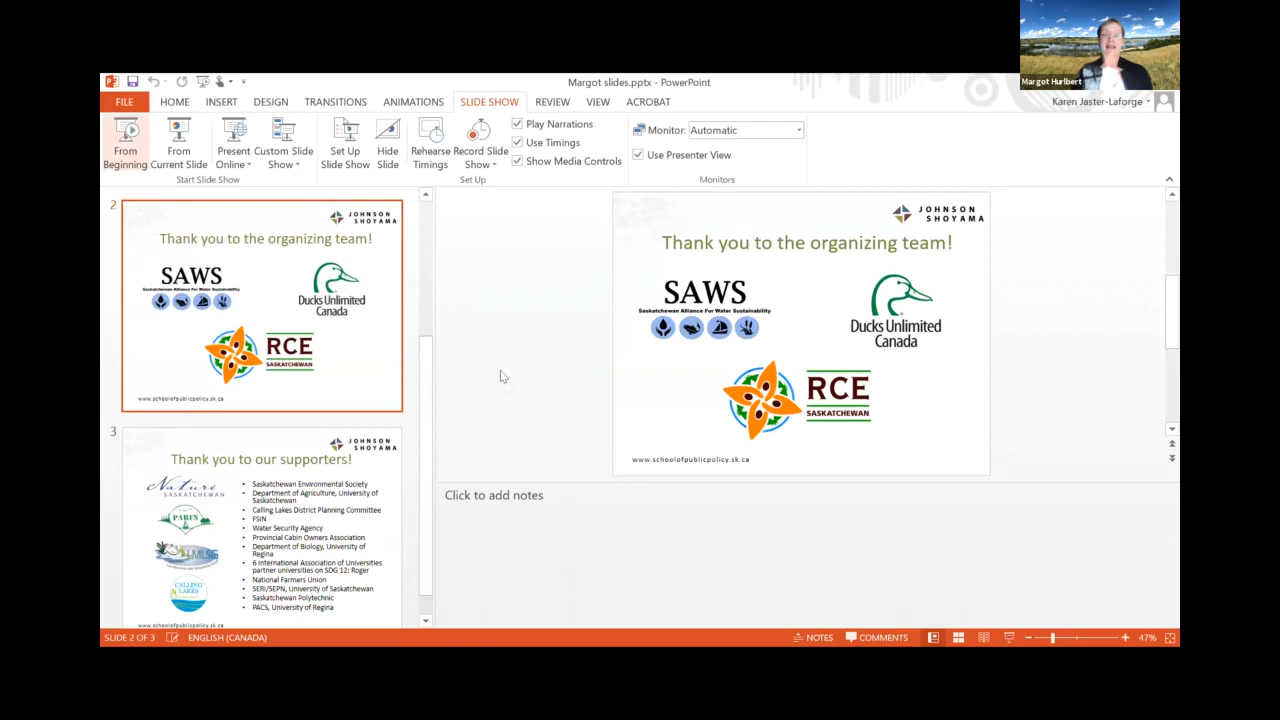 Margot Hurlbert
Margot slides.pptx - PowerPoint
FILE HOME INSERT DESIGN TRANSITIONS ANIMATIONS SLIDE SHOW REVIEW VIEW ACROBAT
Karen Jaster-Laforge
From Beginning
From Current Slide
Present Online
Custom Slide Show
Set Up Slide Show
Hide Slide
Rehearse Timings
Record Slide Show
Play Narrations
Use Timings
Show Media Controls
Monitor: Automatic
Use Presenter View
Start Slide Show
Set Up
Monitors
2
JOHNSON
SHOYAMA
Thank you to the organizing team!
SAWS
Saskatchewan Alliance For Water Sustainability
Ducks Unlimited
Canada
RCE
SASKATCHEWAN
www.schoolofpublicpolicy.sk.ca
3
JOHNSON
SHOYAMA
Thank you to our supporters!
Nature
SASKATCHEWAN
PARCS
LMLSG
CALLING
LAKES
• Saskatchewan Environmental Society
• Department of Agriculture, University of
Saskatchewan
• Calling Lakes District Planning Committee
• FSIN
• Water Security Agency
• Provincial Cabin Owners Association
• Department of Biology, University of
Regina
• 6 International Association of Universities
partner universities on SDG 12: Roger
• National Farmers Union
• SERI/SEPN, University of Saskatchewan
• Saskatchewan Polytechnic
• PACS, University of Regina
www.schoolofpublicpolicy.sk.ca
JOHNSON
SHOYAMA
Thank you to the organizing team!
SAWS
Saskatchewan Alliance For Water Sustainability
Ducks Unlimited
Canada
RCE
SASKATCHEWAN
www.schoolofpublicpolicy.sk.ca
Click to add notes
SLIDE 2 OF 3
ENGLISH (CANADA)
NOTES
COMMENTS
47%